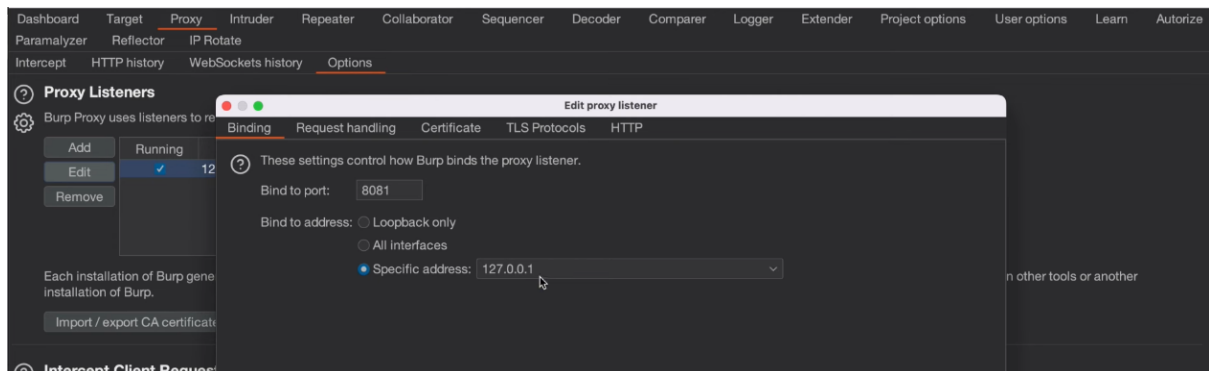 Dashboard Target Proxy Intruder Repeater Collaborator Sequencer Decoder Comparer Logger Extender Project options User options Learn Autorize
Paramalyzer Reflector IP Rotate
Intercept HTTP history WebSockets history Options
Proxy Listeners
Burp Proxy uses listeners to re
Add
Edit
Remove
Running
12
Each installation of Burp gene
n other tools or another
installation of Burp.
Import / export CA certificate
Intercept Client Reques
Edit proxy listener
Binding Request handling Certificate TLS Protocols HTTP
These settings control how Burp binds the proxy listener.
Bind to port: 8081
Bind to address: Loopback only
All interfaces
Specific address: 127.0.0.1